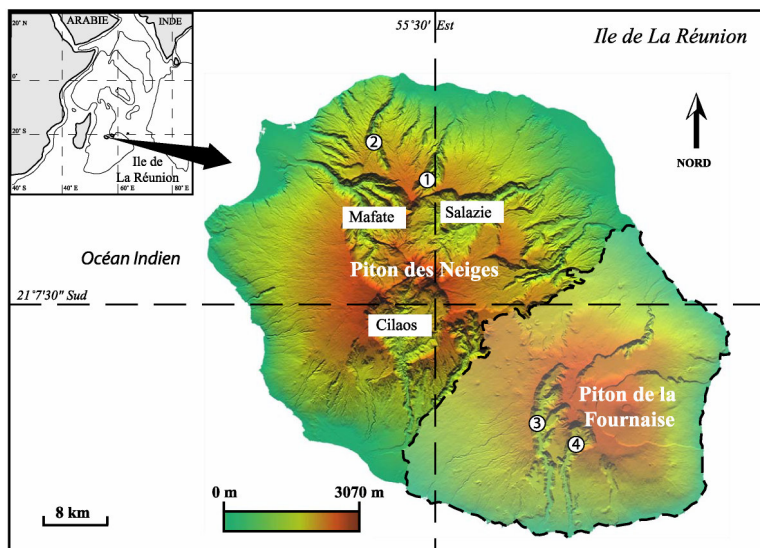 ARABIE
INDE
20˚N
0˚
20˚S
40˚S
40˚E
60˚E
80˚E
Ile de
La Réunion
55°30' Est
Ile de La Réunion
NORD
2
1
Mafate
Salazie
Océan Indien
Piton des Neiges
21°7'30" Sud
Cilaos
Piton de la
Fournaise
3
4
0 m
3070 m
8 km